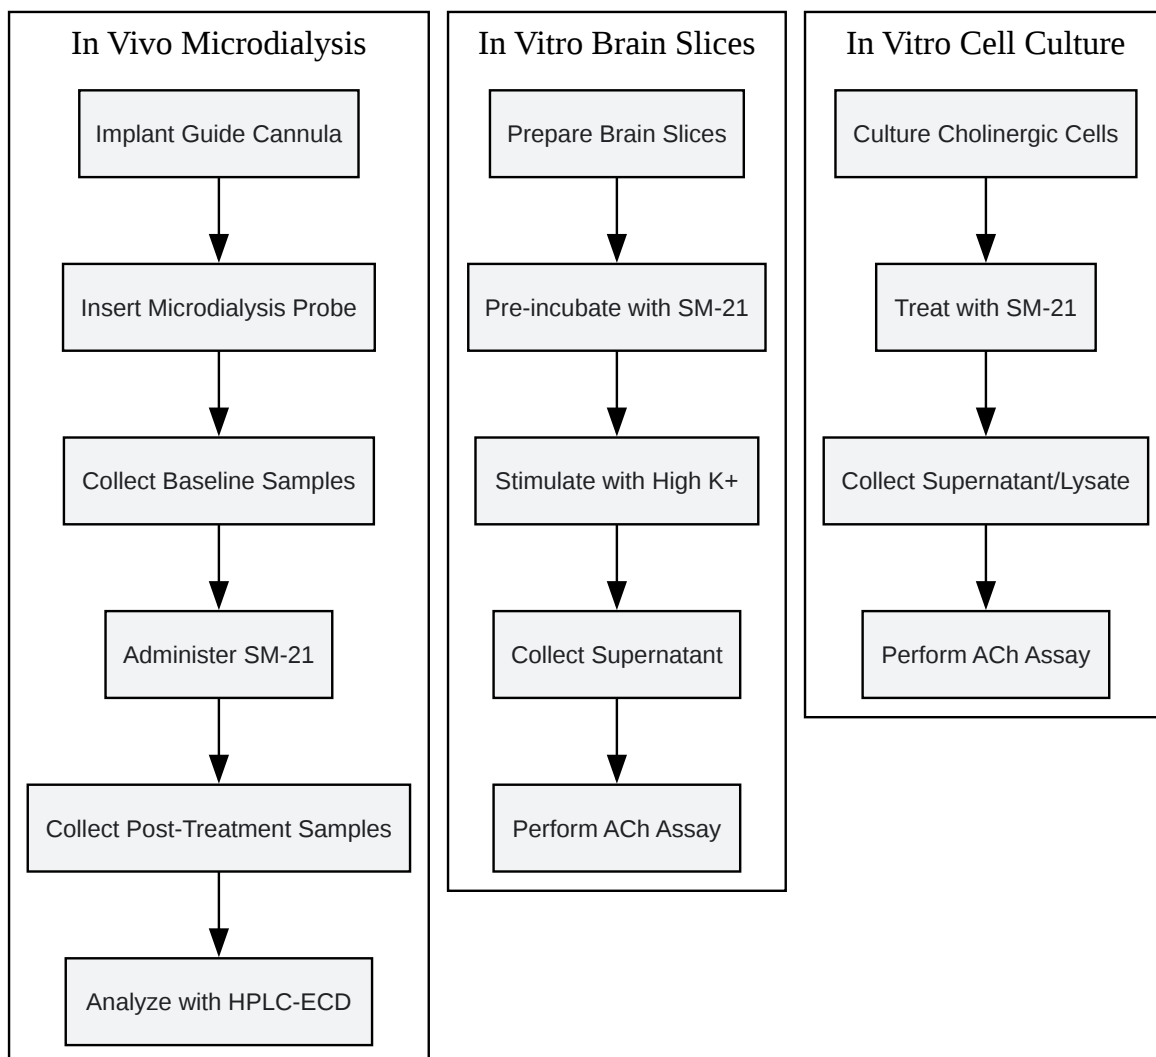 In Vivo Microdialysis
Implant Guide Cannula
Insert Microdialysis Probe
Collect Baseline Samples
Administer SM-21
Collect Post-Treatment Samples
Analyze with HPLC-ECD
In Vitro Brain Slices
Prepare Brain Slices
Pre-incubate with SM-21
Stimulate with High K+
Collect Supernatant
Perform ACh Assay
In Vitro Cell Culture
Culture Cholinergic Cells
Treat with SM-21
Collect Supernatant/Lysate
Perform ACh Assay